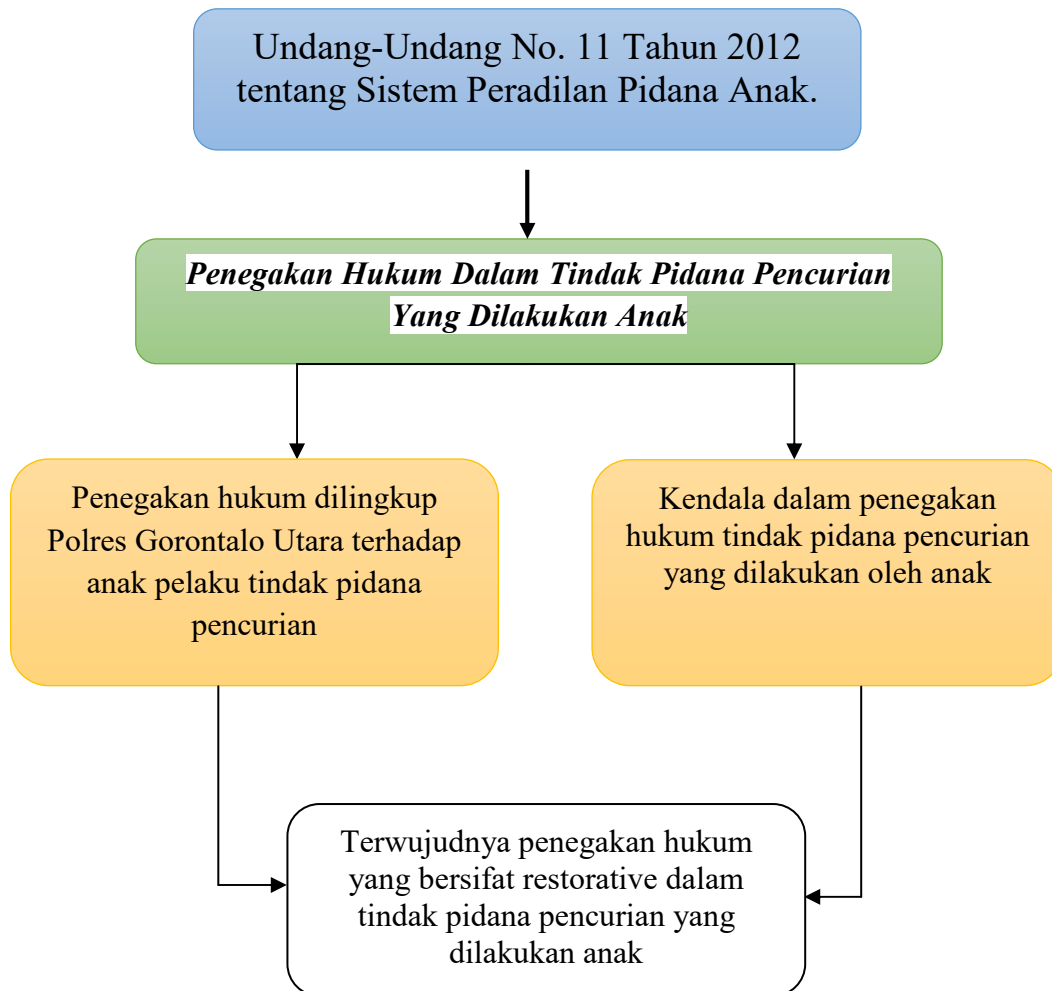 Undang-Undang No. 11 Tahun 2012
tentang Sistem Peradilan Pidana Anak.
Penegakan Hukum Dalam Tindak Pidana Pencurian
Yang Dilakukan Anak
Penegakan hukum dilingkup
Polres Gorontalo Utara terhadap
anak pelaku tindak pidana
pencurian
Kendala dalam penegakan
hukum tindak pidana pencurian
yang dilakukan oleh anak
Terwujudnya penegakan hukum
yang bersifat restorative dalam
tindak pidana pencurian yang
dilakukan anak